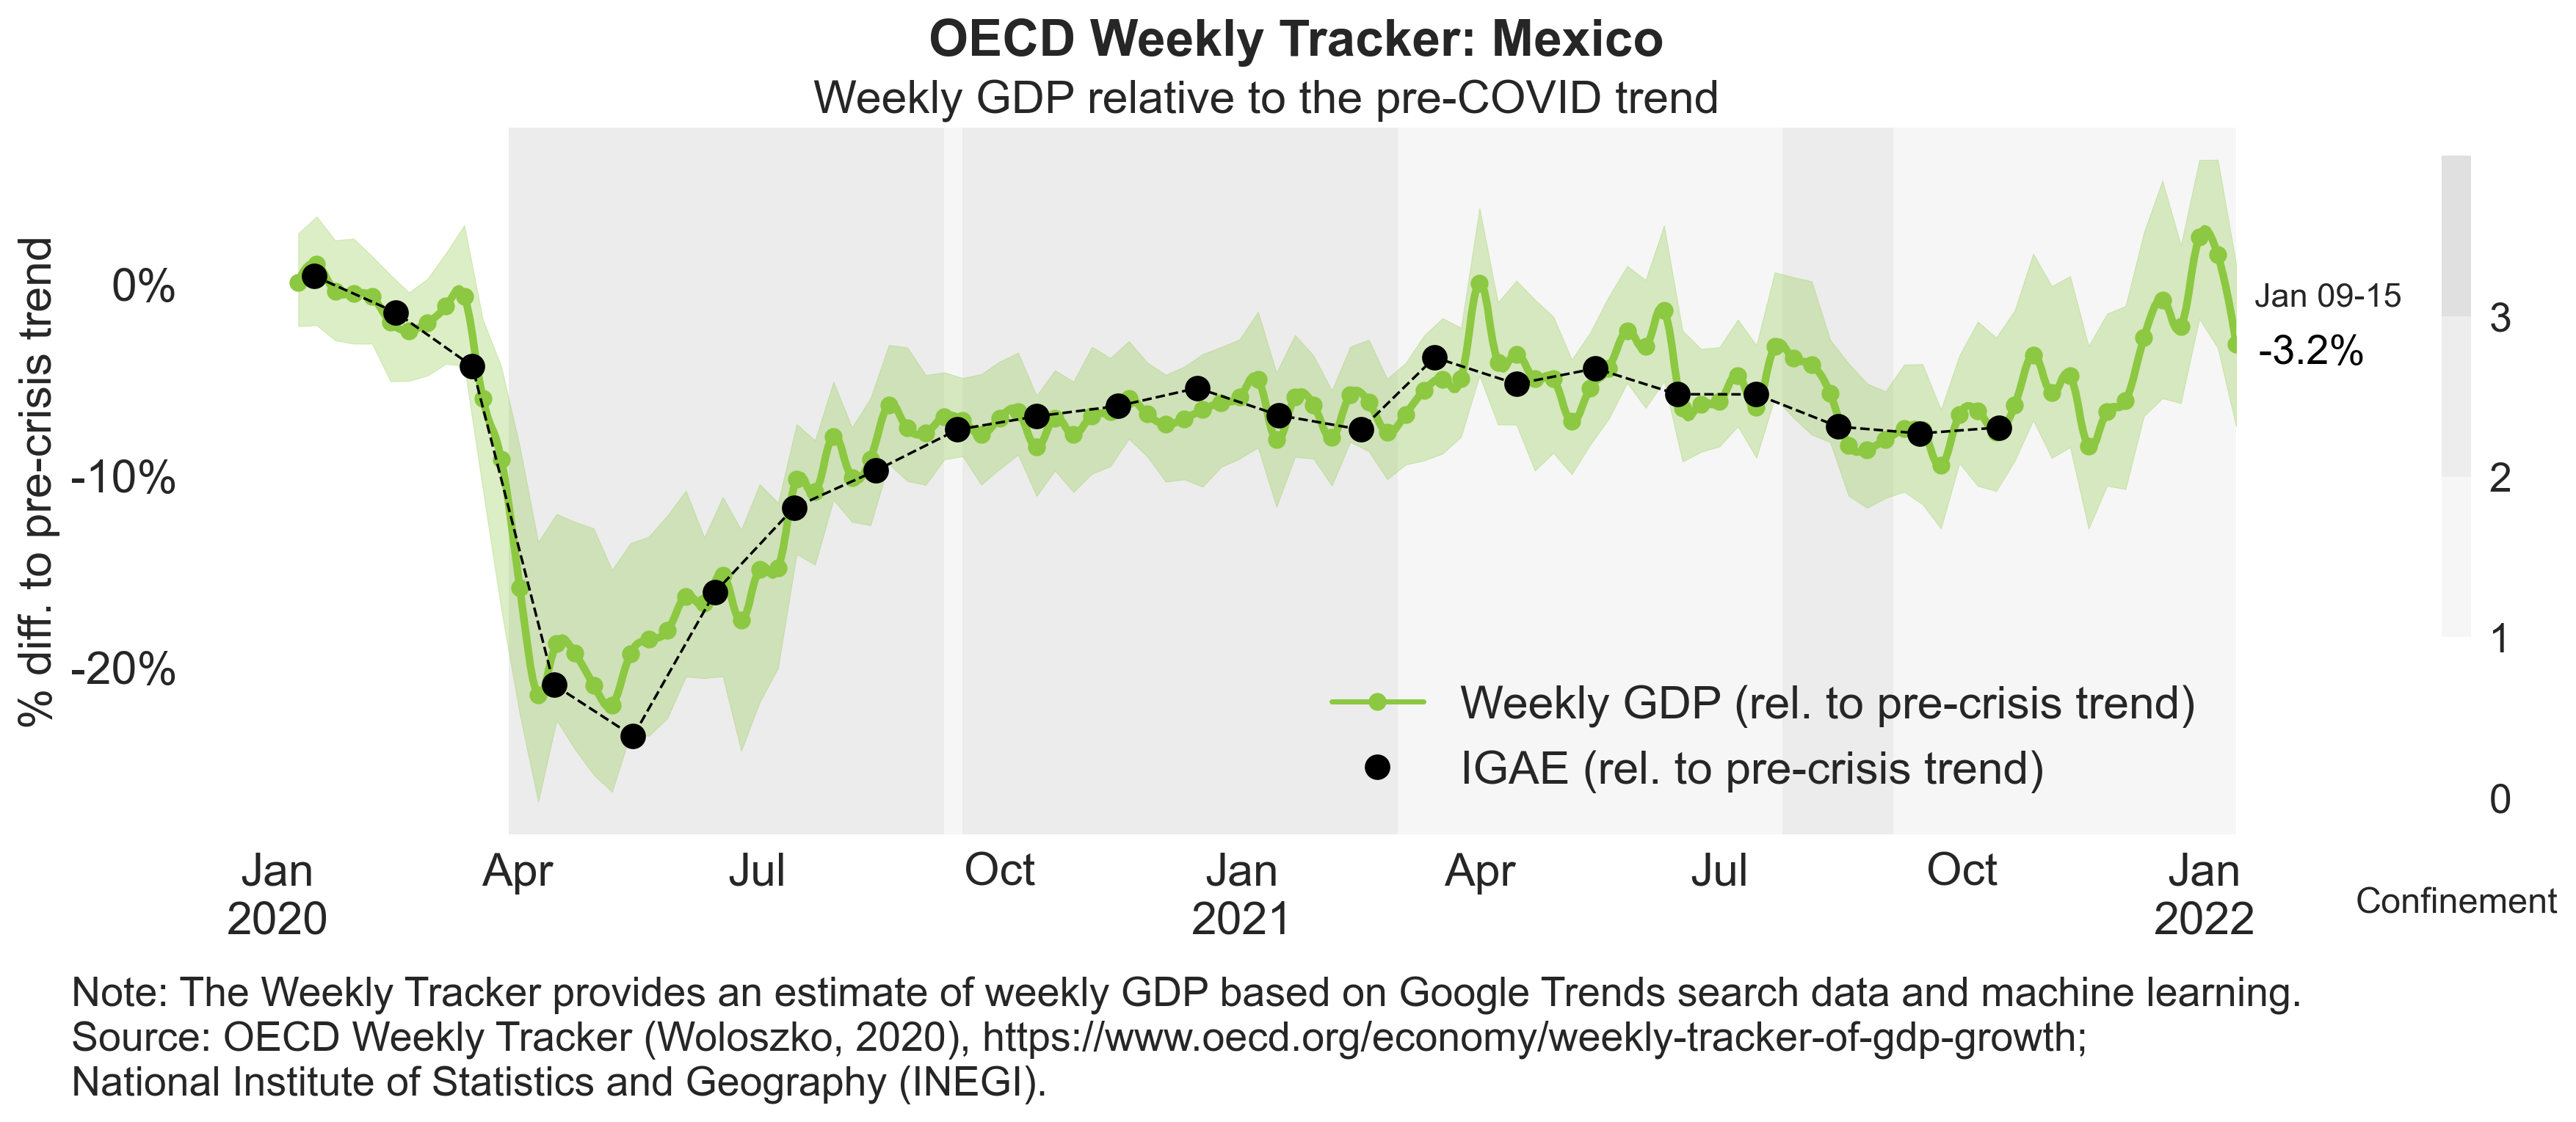 OECD Weekly Tracker: Mexico
Weekly GDP relative to the pre-COVID trend
% diff. to pre-crisis trend
0%
-10%
-20%
Jan 09-15
-3.2%
3
2
1
0
Confinement
Weekly GDP (rel. to pre-crisis trend)
IGAE (rel. to pre-crisis trend)
Jan Apr Jul Oct Jan Apr Jul Oct Jan
2020 2021 2022
Note: The Weekly Tracker provides an estimate of weekly GDP based on Google Trends search data and machine learning.
Source: OECD Weekly Tracker (Woloszko, 2020), https://www.oecd.org/economy/weekly-tracker-of-gdp-growth;
National Institute of Statistics and Geography (INEGI).